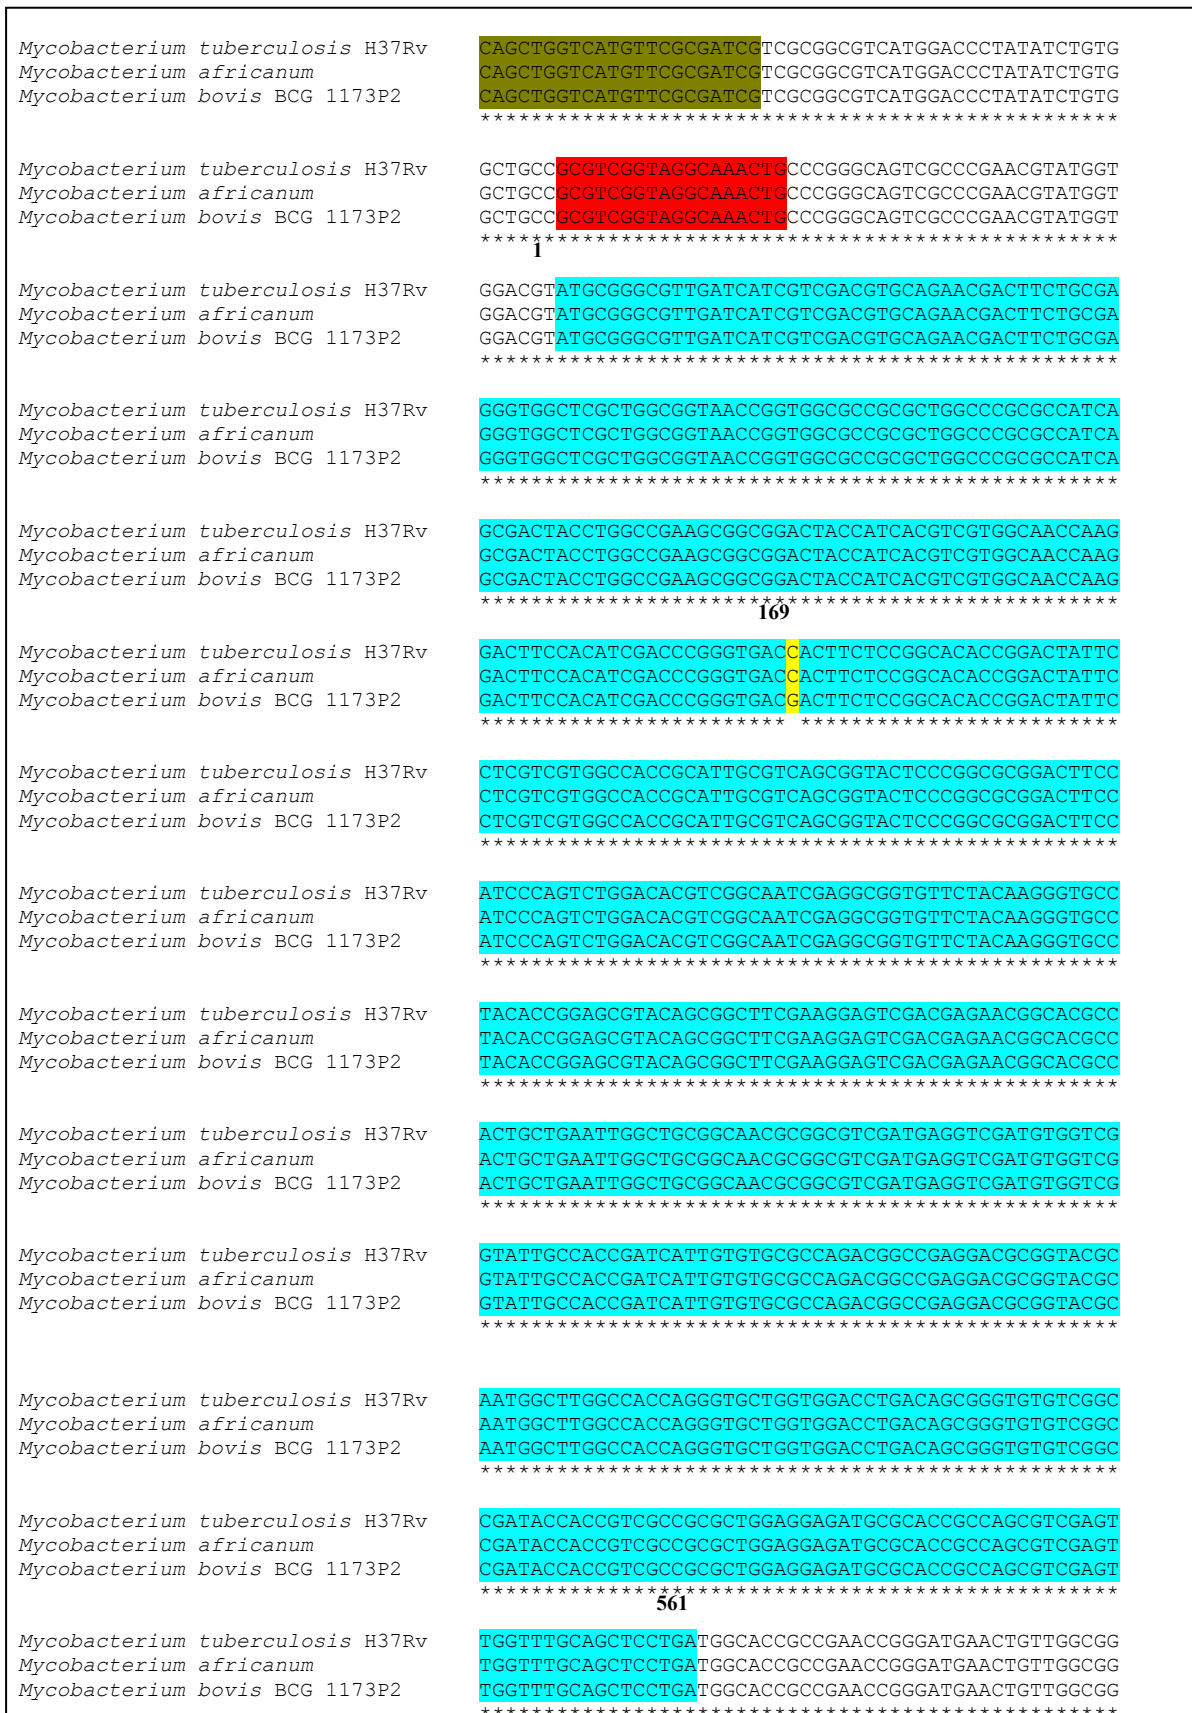 Mycobacterium tuberculosis H37Rv CAGCTGGTCATGTTCGCGATCGTCGCGGCGTCATGGACCCTATATCTGTG
Mycobacterium africanum CAGCTGGTCATGTTCGCGATCGTCGCGGCGTCATGGACCCTATATCTGTG
Mycobacterium bovis BCG 1173P2 CAGCTGGTCATGTTCGCGATCGTCGCGGCGTCATGGACCCTATATCTGTG
**************************************************
Mycobacterium tuberculosis H37Rv GCTGCCGCGTCGGTAGGCAAACTGCCCGGGCAGTCGCCCGAACGTATGGT
Mycobacterium africanum GCTGCCGCGTCGGTAGGCAAACTGCCCGGGCAGTCGCCCGAACGTATGGT
Mycobacterium bovis BCG 1173P2 GCTGCCGCGTCGGTAGGCAAACTGCCCGGGCAGTCGCCCGAACGTATGGT
**************************************************
1
Mycobacterium tuberculosis H37Rv GGACGTATGCGGGCGTTGATCATCGTCGACGTGCAGAACGACTTCTGCGA
Mycobacterium africanum GGACGTATGCGGGCGTTGATCATCGTCGACGTGCAGAACGACTTCTGCGA
Mycobacterium bovis BCG 1173P2 GGACGTATGCGGGCGTTGATCATCGTCGACGTGCAGAACGACTTCTGCGA
**************************************************
Mycobacterium tuberculosis H37Rv GGGTGGCTCGCTGGCGGTAACCGGTGGCGCCGCGCTGGCCCGCGCCATCA
Mycobacterium africanum GGGTGGCTCGCTGGCGGTAACCGGTGGCGCCGCGCTGGCCCGCGCCATCA
Mycobacterium bovis BCG 1173P2 GGGTGGCTCGCTGGCGGTAACCGGTGGCGCCGCGCTGGCCCGCGCCATCA
**************************************************
Mycobacterium tuberculosis H37Rv GCGACTACCTGGCCGAAGCGGCGGACTACCATCACGTCGTGGCAACCAAG
Mycobacterium africanum GCGACTACCTGGCCGAAGCGGCGGACTACCATCACGTCGTGGCAACCAAG
Mycobacterium bovis BCG 1173P2 GCGACTACCTGGCCGAAGCGGCGGACTACCATCACGTCGTGGCAACCAAG
**************************************************
169
Mycobacterium tuberculosis H37Rv GACTTCCACATCGACCCGGGTGACCACTTCTCCGGCACACCGGACTATTC
Mycobacterium africanum GACTTCCACATCGACCCGGGTGACCACTTCTCCGGCACACCGGACTATTC
Mycobacterium bovis BCG 1173P2 GACTTCCACATCGACCCGGGTGACGACTTCTCCGGCACACCGGACTATTC
************************ *************************
Mycobacterium tuberculosis H37Rv CTCGTCGTGGCCACCGCATTGCGTCAGCGGTACTCCCGGCGCGGACTTCC
Mycobacterium africanum CTCGTCGTGGCCACCGCATTGCGTCAGCGGTACTCCCGGCGCGGACTTCC
Mycobacterium bovis BCG 1173P2 CTCGTCGTGGCCACCGCATTGCGTCAGCGGTACTCCCGGCGCGGACTTCC
**************************************************
Mycobacterium tuberculosis H37Rv ATCCCAGTCTGGACACGTCGGCAATCGAGGCGGTGTTCTACAAGGGTGCC
Mycobacterium africanum ATCCCAGTCTGGACACGTCGGCAATCGAGGCGGTGTTCTACAAGGGTGCC
Mycobacterium bovis BCG 1173P2 ATCCCAGTCTGGACACGTCGGCAATCGAGGCGGTGTTCTACAAGGGTGCC
**************************************************
Mycobacterium tuberculosis H37Rv TACACCGGAGCGTACAGCGGCTTCGAAGGAGTCGACGAGAACGGCACGCC
Mycobacterium africanum TACACCGGAGCGTACAGCGGCTTCGAAGGAGTCGACGAGAACGGCACGCC
Mycobacterium bovis BCG 1173P2 TACACCGGAGCGTACAGCGGCTTCGAAGGAGTCGACGAGAACGGCACGCC
**************************************************
Mycobacterium tuberculosis H37Rv ACTGCTGAATTGGCTGCGGCAACGCGGCGTCGATGAGGTCGATGTGGTCG
Mycobacterium africanum ACTGCTGAATTGGCTGCGGCAACGCGGCGTCGATGAGGTCGATGTGGTCG
Mycobacterium bovis BCG 1173P2 ACTGCTGAATTGGCTGCGGCAACGCGGCGTCGATGAGGTCGATGTGGTCG
**************************************************
Mycobacterium tuberculosis H37Rv GTATTGCCACCGATCATTGTGTGCGCCAGACGGCCGAGGACGCGGTACGC
Mycobacterium africanum GTATTGCCACCGATCATTGTGTGCGCCAGACGGCCGAGGACGCGGTACGC
Mycobacterium bovis BCG 1173P2 GTATTGCCACCGATCATTGTGTGCGCCAGACGGCCGAGGACGCGGTACGC
**************************************************
Mycobacterium tuberculosis H37Rv AATGGCTTGGCCACCAGGGTGCTGGTGGACCTGACAGCGGGTGTGTCGGC
Mycobacterium africanum AATGGCTTGGCCACCAGGGTGCTGGTGGACCTGACAGCGGGTGTGTCGGC
Mycobacterium bovis BCG 1173P2 AATGGCTTGGCCACCAGGGTGCTGGTGGACCTGACAGCGGGTGTGTCGGC
**************************************************
Mycobacterium tuberculosis H37Rv CGATACCACCGTCGCCGCGCTGGAGGAGATGCGCACCGCCAGCGTCGAGT
Mycobacterium africanum CGATACCACCGTCGCCGCGCTGGAGGAGATGCGCACCGCCAGCGTCGAGT
Mycobacterium bovis BCG 1173P2 CGATACCACCGTCGCCGCGCTGGAGGAGATGCGCACCGCCAGCGTCGAGT
**************************************************
561
Mycobacterium tuberculosis H37Rv TGGTTTGCAGCTCCTGATGGCACCGCCGAACCGGGATGAACTGTTGGCGG
Mycobacterium africanum TGGTTTGCAGCTCCTGATGGCACCGCCGAACCGGGATGAACTGTTGGCGG
Mycobacterium bovis BCG 1173P2 TGGTTTGCAGCTCCTGATGGCACCGCCGAACCGGGATGAACTGTTGGCGG
**************************************************